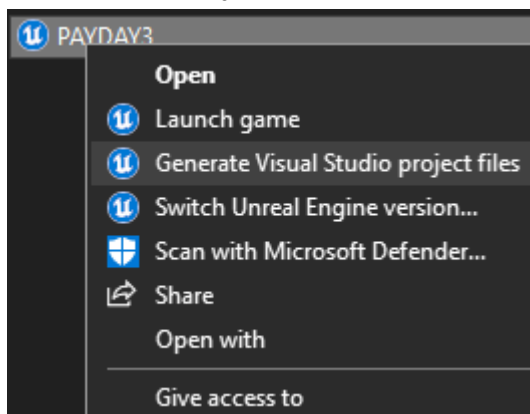 PAYDAY3
Open
Launch game
Generate Visual Studio project files
Switch Unreal Engine version...
Scan with Microsoft Defender...
Share
Open with
Give access to